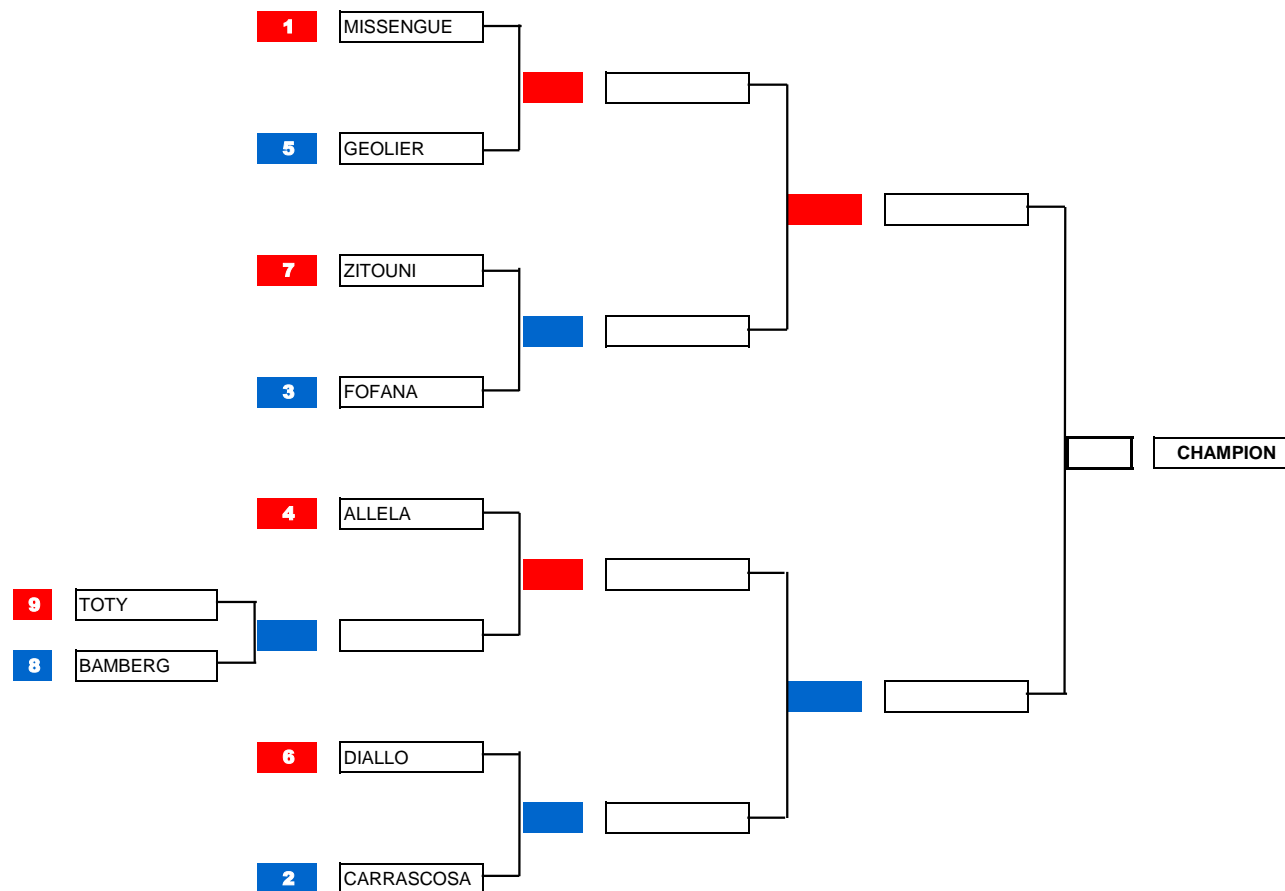 1 MISSENGUE
5 GEOLIER
7 ZITOUNI
3 FOFANA
CHAMPION
4 ALLELA
9 TOTY
8 BAMBERG
6 DIALLO
2 CARRASCOSA